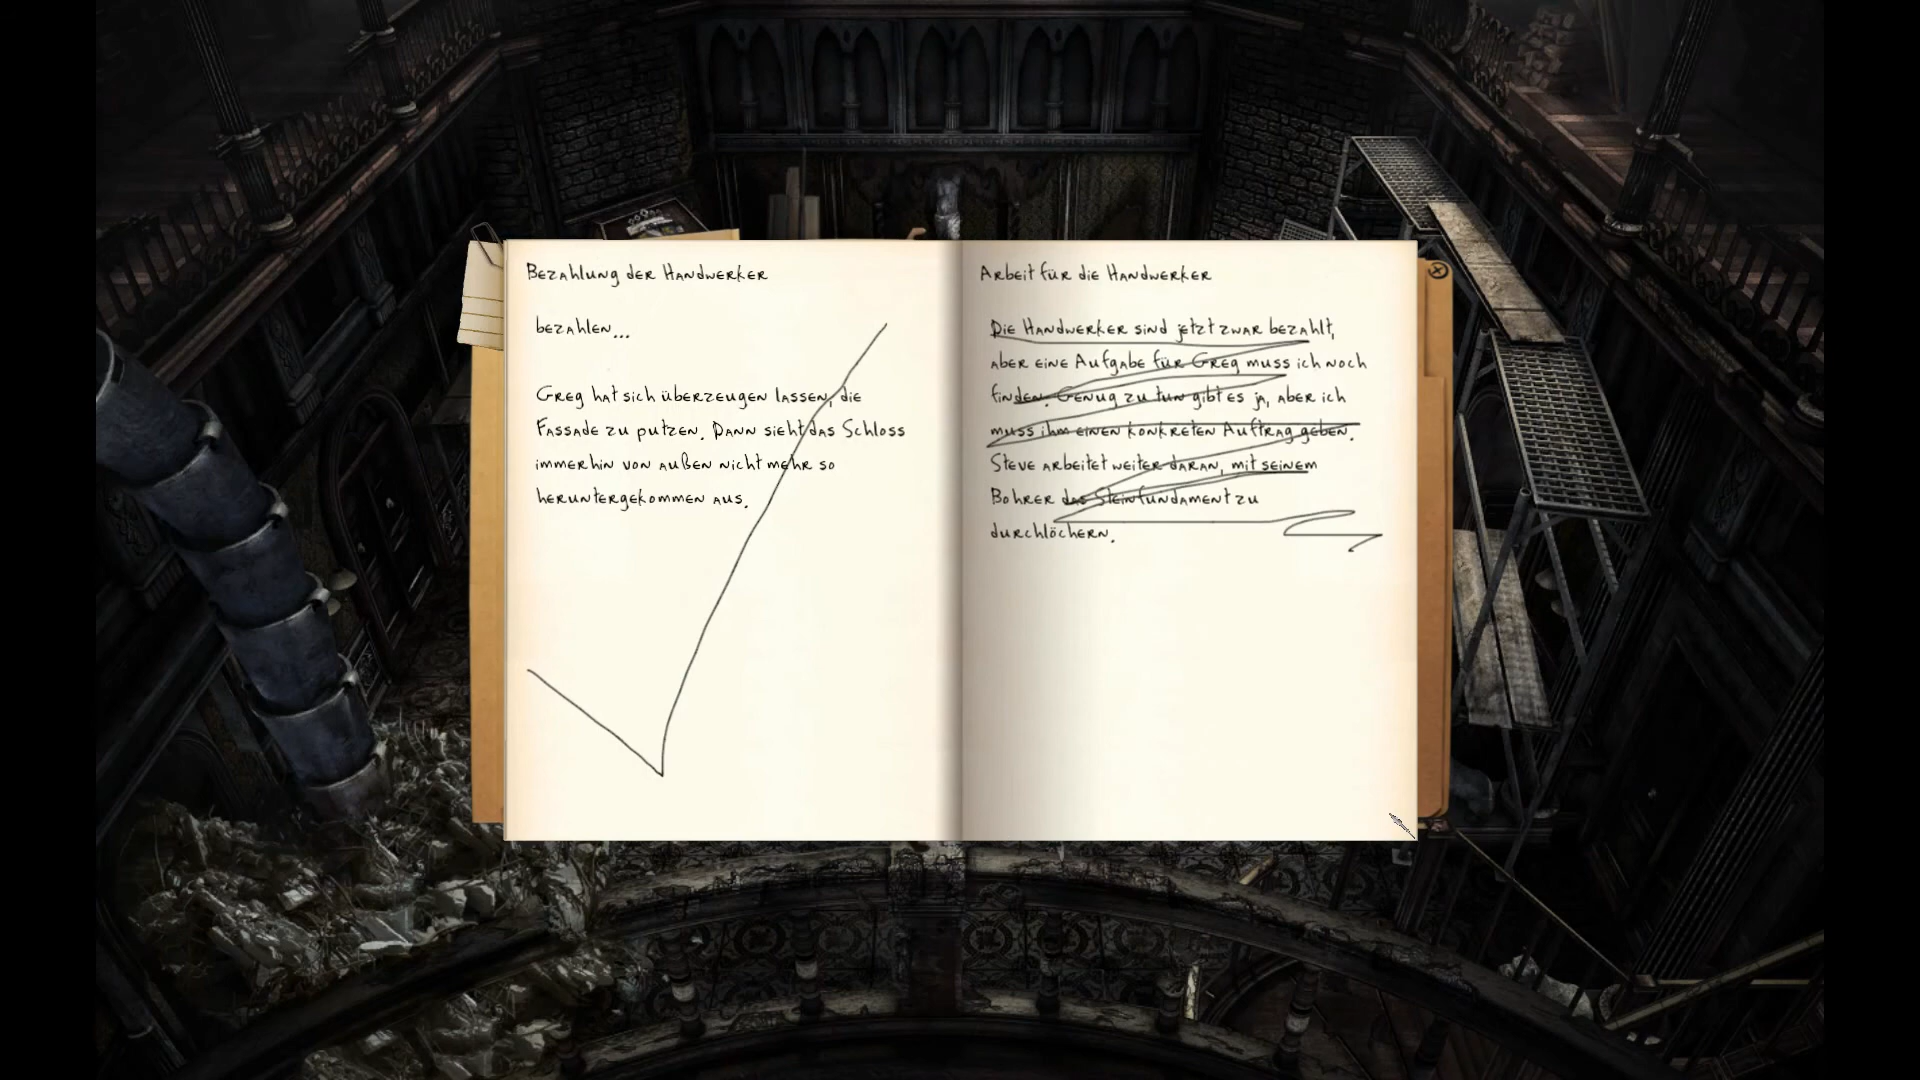 Bezahlung der Handwerker
bezahlen...
Greg hat sich überzeugen lassen, die
Fassade zu putzen. Dann sieht das Schloss
immerhin von außen nicht mehr so
heruntergekommen aus.
Arbeit für die Handwerker
Die Handwerker sind jetzt zwar bezahlt,
aber eine Aufgabe für Greg muss ich noch
finden. Genug zu tun gibt es ja, aber ich
muss ihm einen konkreten Auftrag geben.
Steve arbeitet weiter daran, mit seinem
Bohrer das Steinfundament zu
durchlöchern.